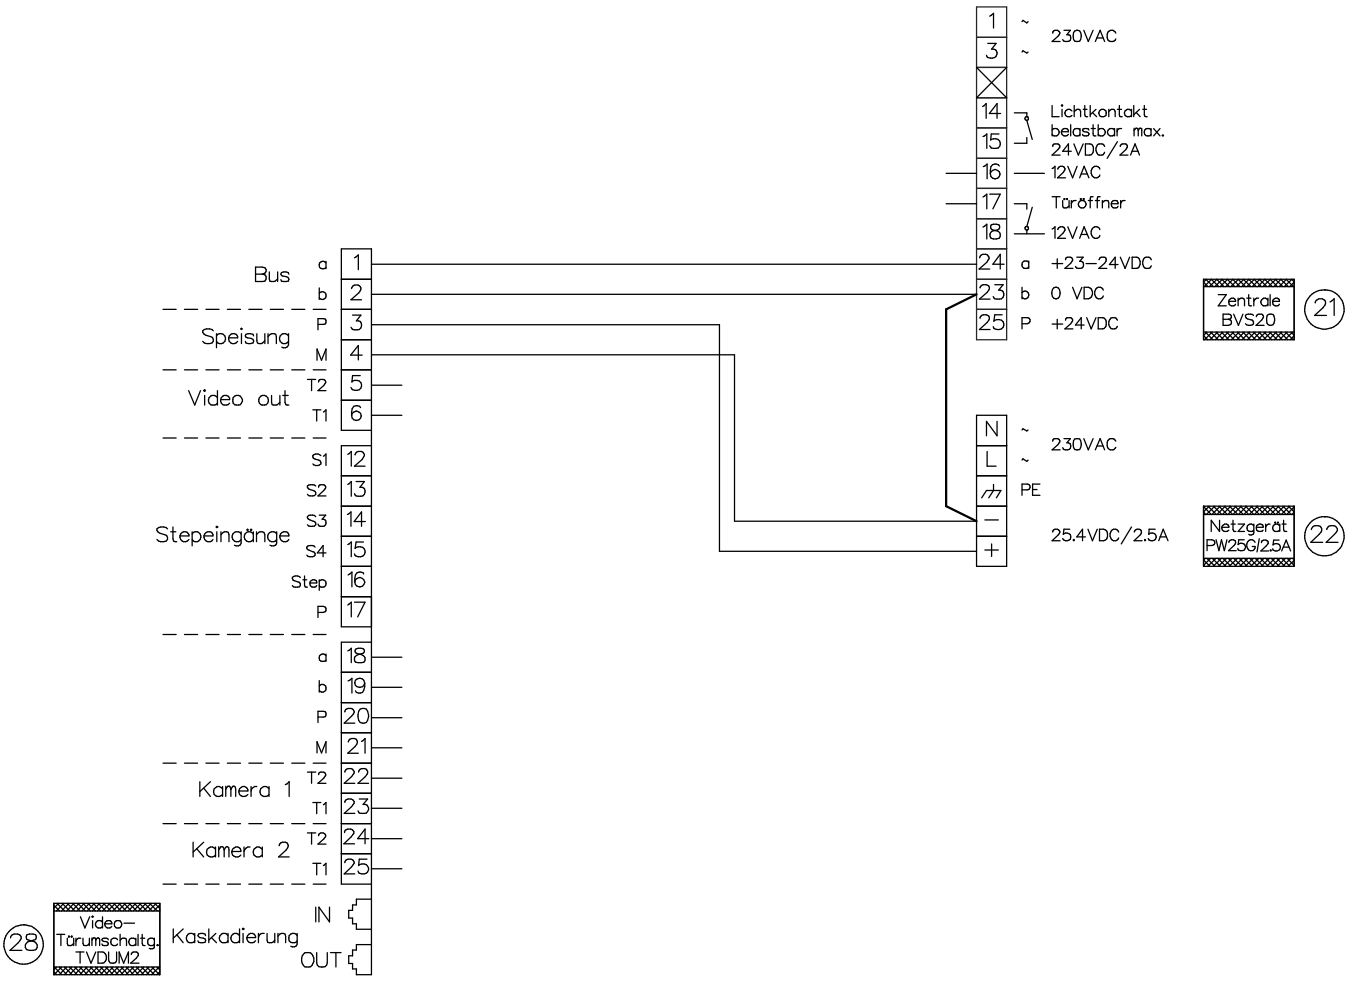 1 ~
230VAC
3 ~
14 Lichtkontakt
belastbar max.
15 24VDC/2A
16 12VAC
17 Türöffner
18 12VAC
24 a +23-24VDC
23 b 0 VDC
25 P +24VDC
Zentrale
BVS20
21
N ~
230VAC
L ~
PE
-
25.4VDC/2.5A
+
Netzgerät
PW25G/2.5A
22
Bus
a 1
b 2
Speisung
P 3
M 4
Video out
T2 5
T1 6
Stepeingänge
S1 12
S2 13
S3 14
S4 15
Step 16
P 17
a 18
b 19
P 20
M 21
Kamera 1
T2 22
T1 23
Kamera 2
T2 24
T1 25
Kaskadierung
IN
OUT
28
Video-
Türumschaltg.
TVDUM2